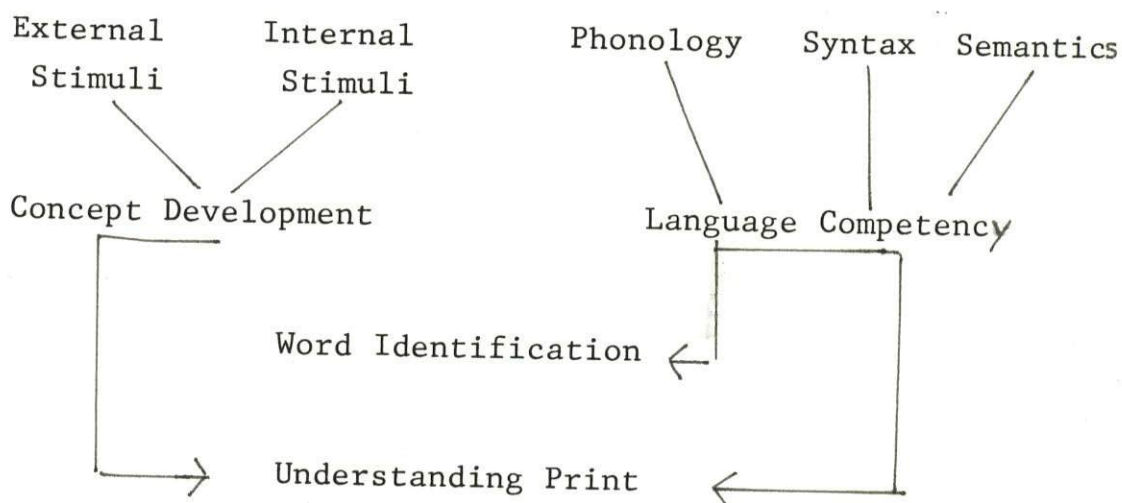 External Internal Phonology Syntax Semantics
Stimuli Stimuli
Concept Development
Language Competency
Word Identification
Understanding Print